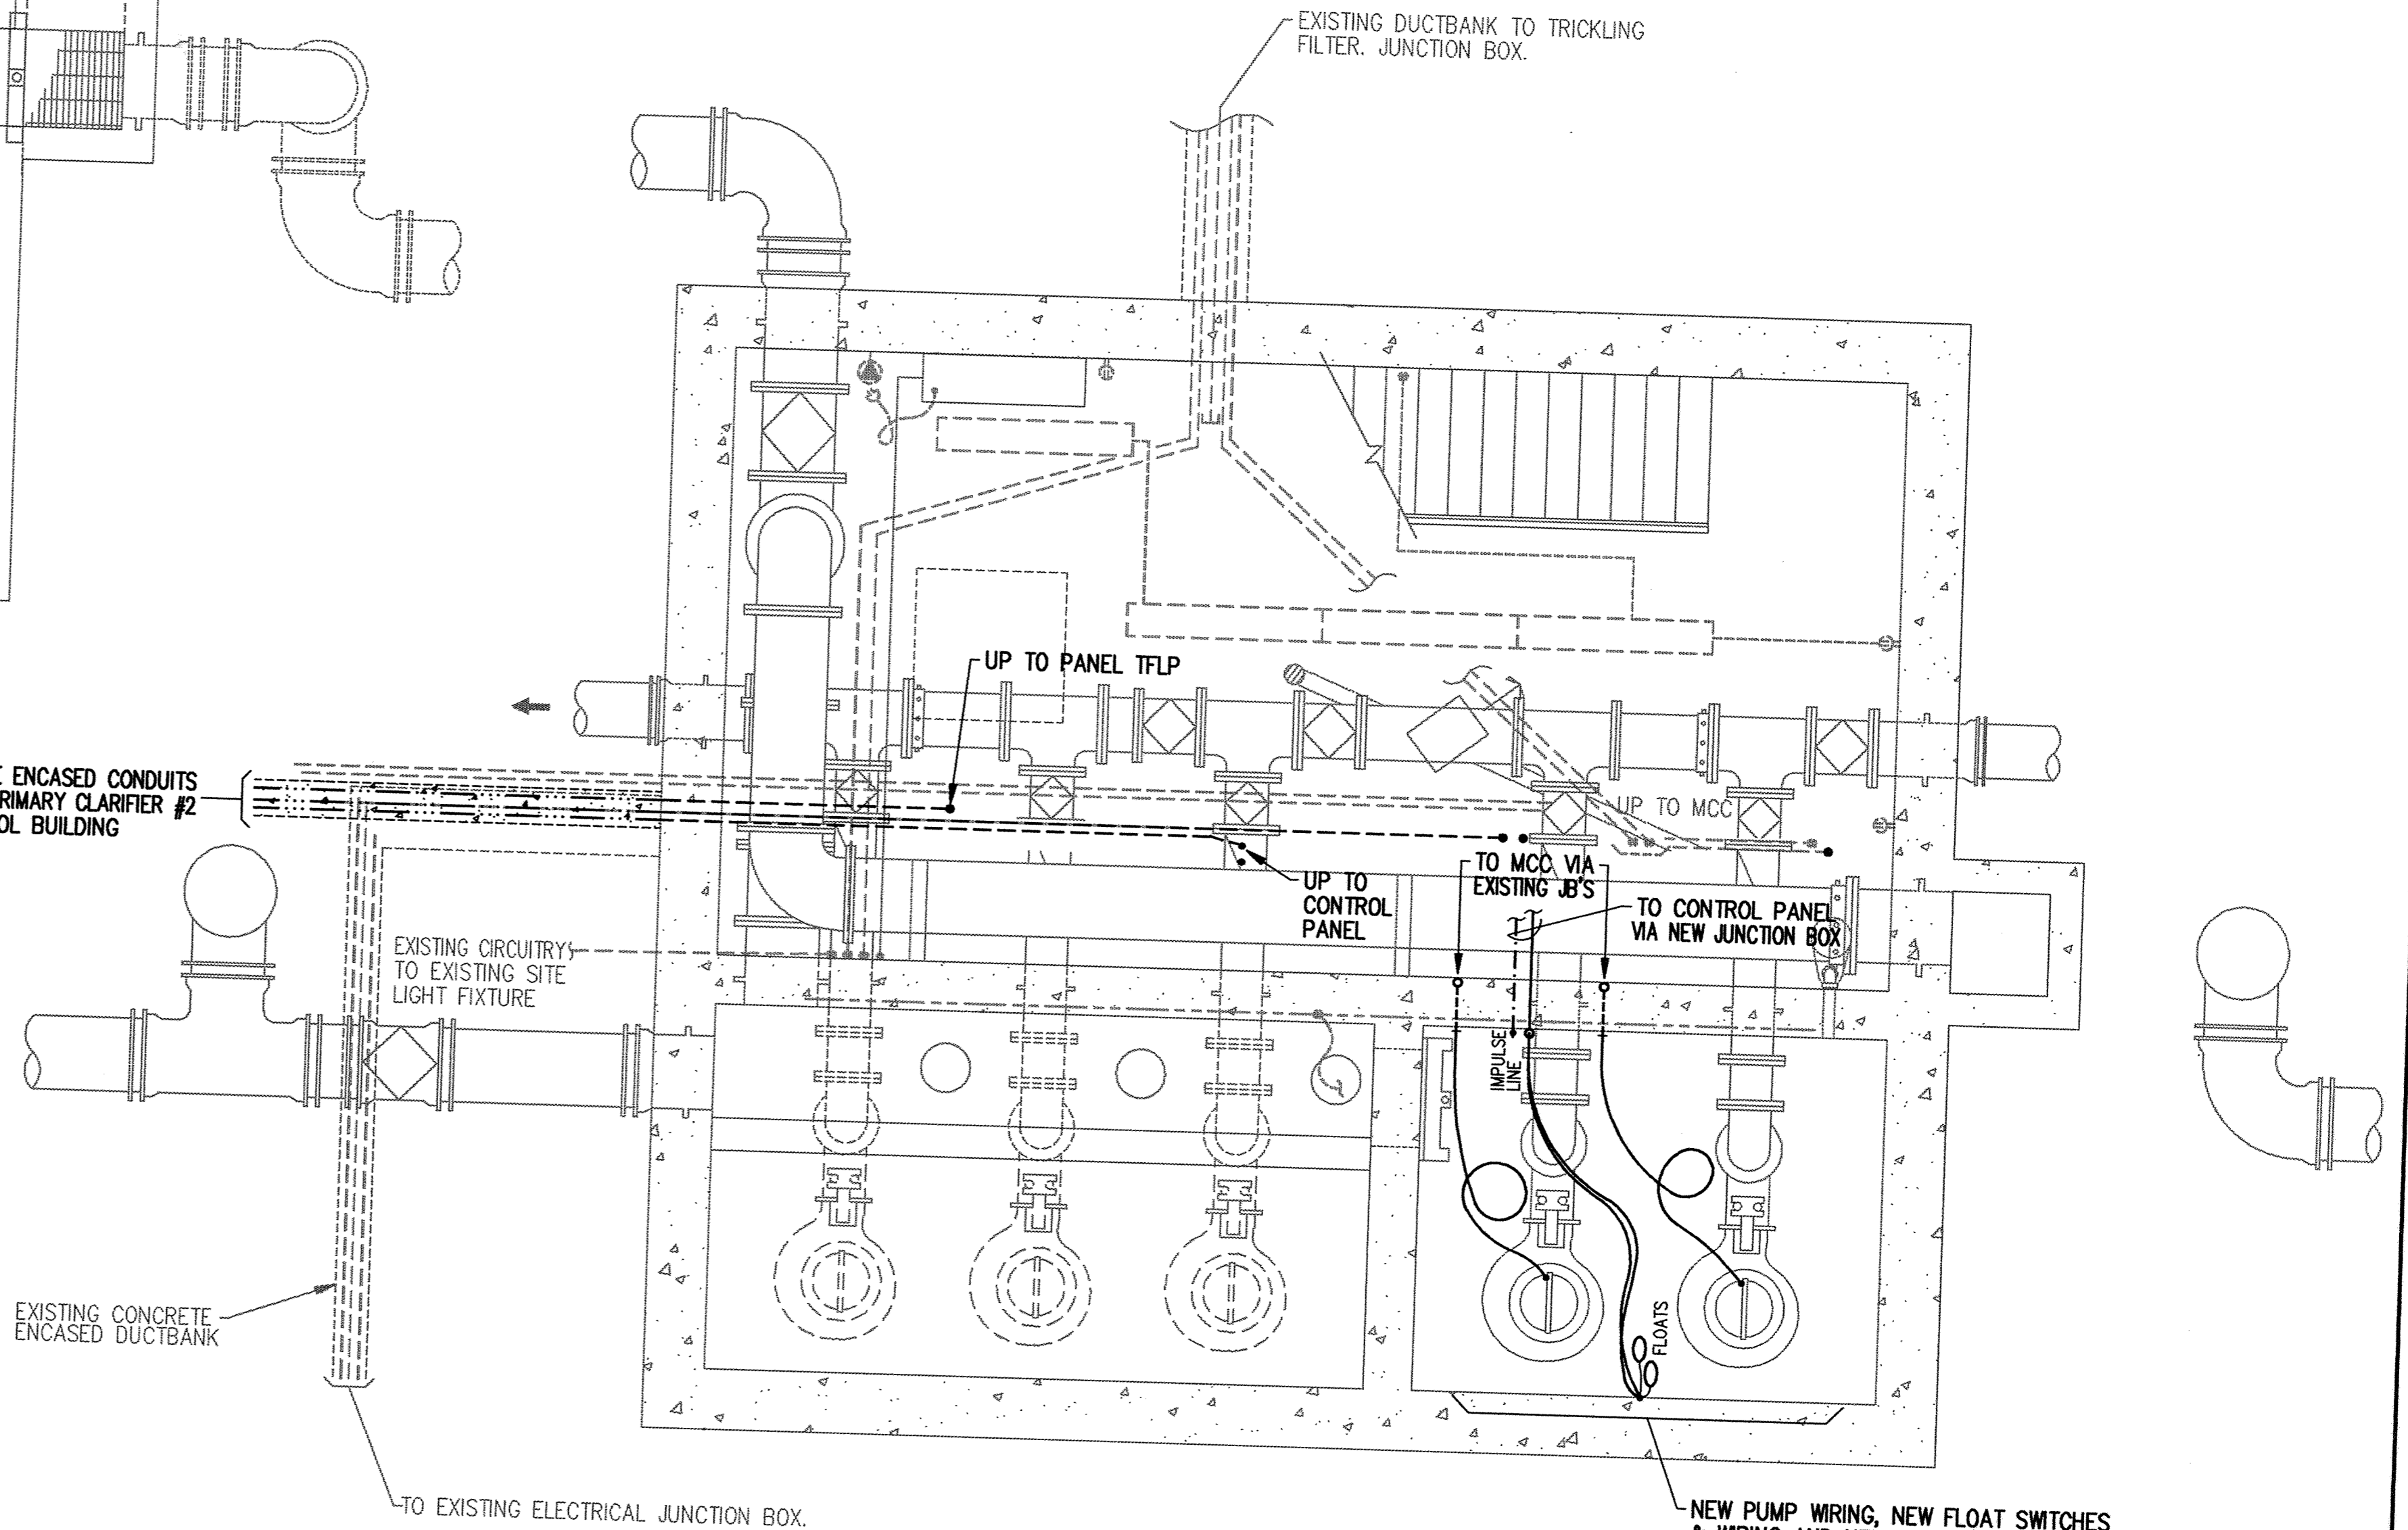 EXISTING DUCTBANK TO TRICKLING
FILTER. JUNCTION BOX.
UP TO PANEL TFLP
ENCASED CONDUITS
PRIMARY CLARIFIER #2
BUILDING
UP TO MCC
TO MCC VIA
EXISTING JB'S
UP TO
CONTROL
PANEL
TO CONTROL PANEL
VIA NEW JUNCTION BOX
EXISTING CIRCUITRY
TO EXISTING SITE
LIGHT FIXTURE
IMPULSE
LINE
FLOATS
EXISTING CONCRETE
ENCASED DUCTBANK
TO EXISTING ELECTRICAL JUNCTION BOX.
NEW PUMP WIRING, NEW FLOAT SWITCHES
& WIRING AND